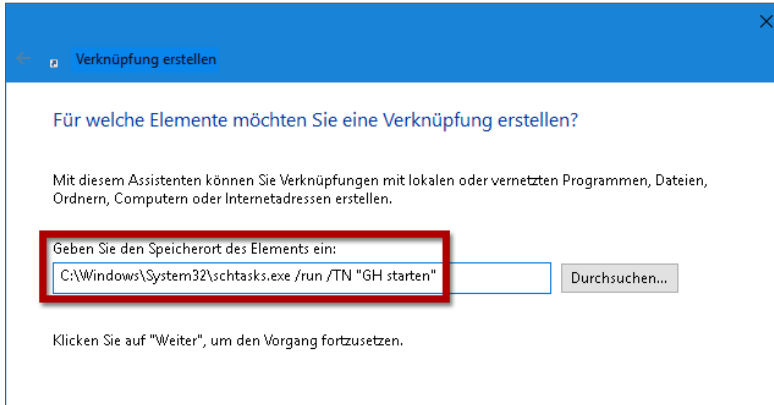 Verknüpfung erstellen
Für welche Elemente möchten Sie eine Verknüpfung erstellen?
Mit diesem Assistenten können Sie Verknüpfungen mit lokalen oder vernetzten Programmen, Dateien,
Ordnern, Computern oder Internetadressen erstellen.
Geben Sie den Speicherort des Elements ein:
C:\Windows\System32\schtasks.exe /run /TN "GH starten"
Durchsuchen...
Klicken Sie auf "Weiter", um den Vorgang fortzusetzen.